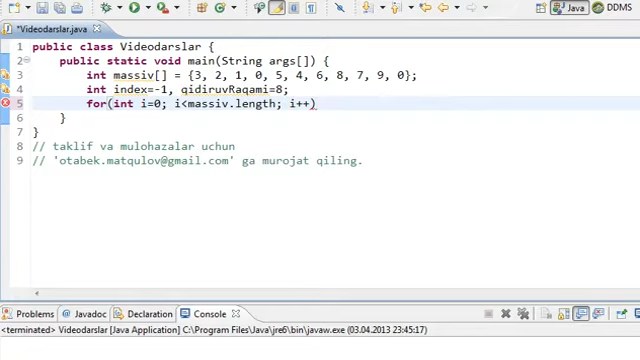 Java
DDMS
*Videodarslar.java
1 public class Videodarslar {
2 public static void main(String args[]) {
3 int massiv[] = {3, 2, 1, 0, 5, 4, 6, 8, 7, 9, 0};
4 int index=-1, qidiruvRaqami=8;
5 for(int i=0; i<massiv.length; i++)
6 }
7 }
8 // taklif va mulohazalar uchun
9 // 'otabek.matqulov@gmail.com' ga murojat qiling.
Problems @ Javadoc Declaration Console
<terminated> Videodarslar [Java Application] C:\Program Files\Java\jre6\bin\javaw.exe (03.04.2013 23:45:17)